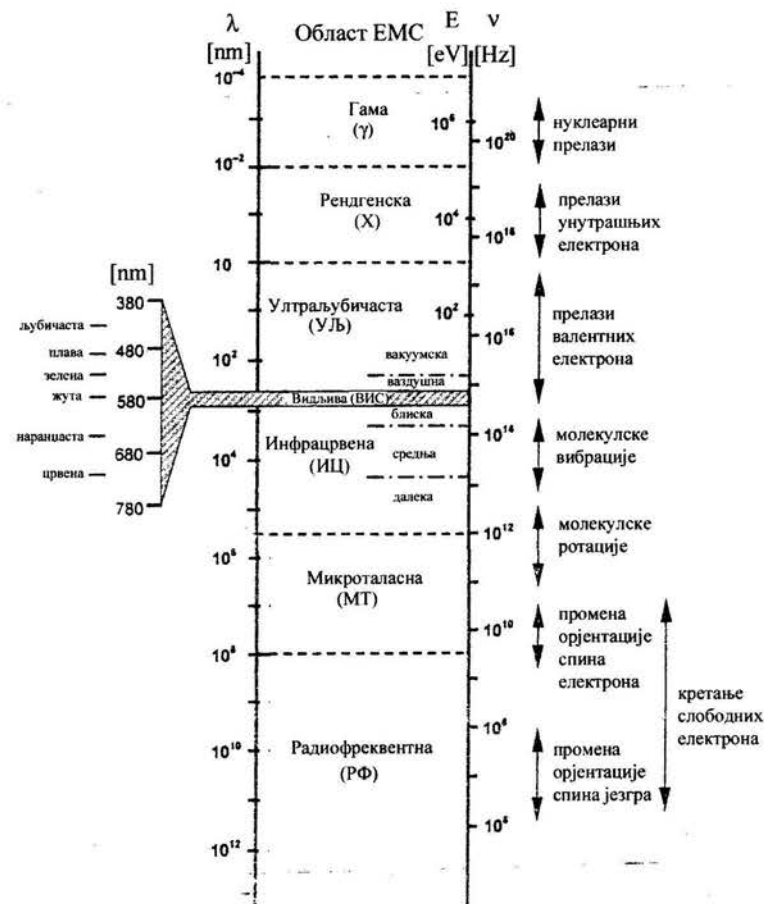 λ
[nm]
Област ЕМС
E
[eV]
ν
[Hz]
10⁻⁴
10⁻²
10
10²
10⁴
10⁶
10⁸
10¹⁰
10¹²
[nm]
380
480
580
680
780
љубичаста
плава
зелена
жута
наранџаста
црвена
Гама
(γ)
Рендгенска
(X)
Ултраљубичаста
(УЉ)
вакуумска
ваздушна
Видљива (ВИС)
блиска
Инфрацрвена
(ИЦ)
средња
далека
Микроталасна
(МТ)
Радиофреквентна
(РФ)
10⁶
10⁴
10²
10²⁰
10¹⁸
10¹⁶
10¹⁴
10¹²
10¹⁰
10⁸
10⁶
нуклеарни
прелази
прелази
унутрашњих
електрона
прелази
валентних
електрона
молекулске
вибрације
молекулске
ротације
промена
орјентације
спина
електрона
промена
орјентације
спина језгра
кретање
слободних
електрона